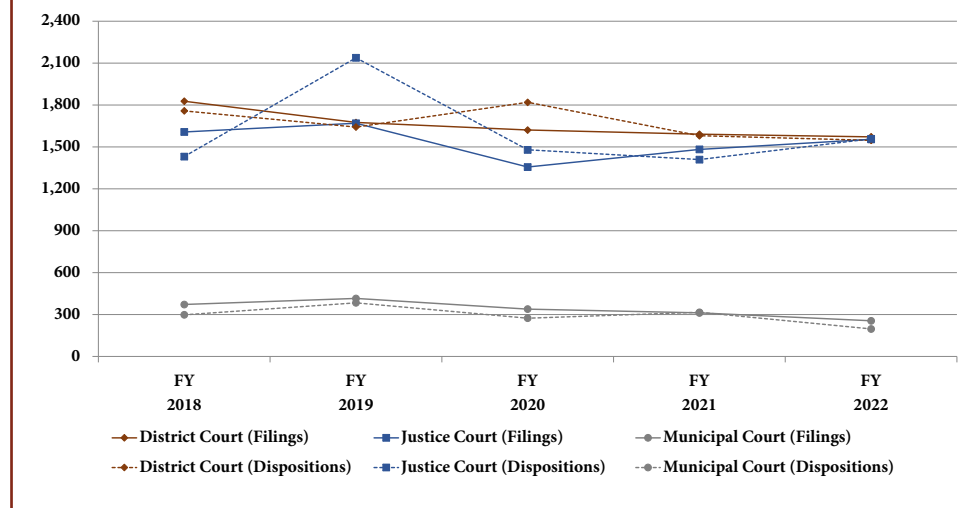 2,400
2,100
1,800
1,500
1,200
900
600
300
0
FY FY FY FY FY
2018 2019 2020 2021 2022
District Court (Filings) Justice Court (Filings) Municipal Court (Filings)
District Court (Dispositions) Justice Court (Dispositions) Municipal Court (Dispositions)